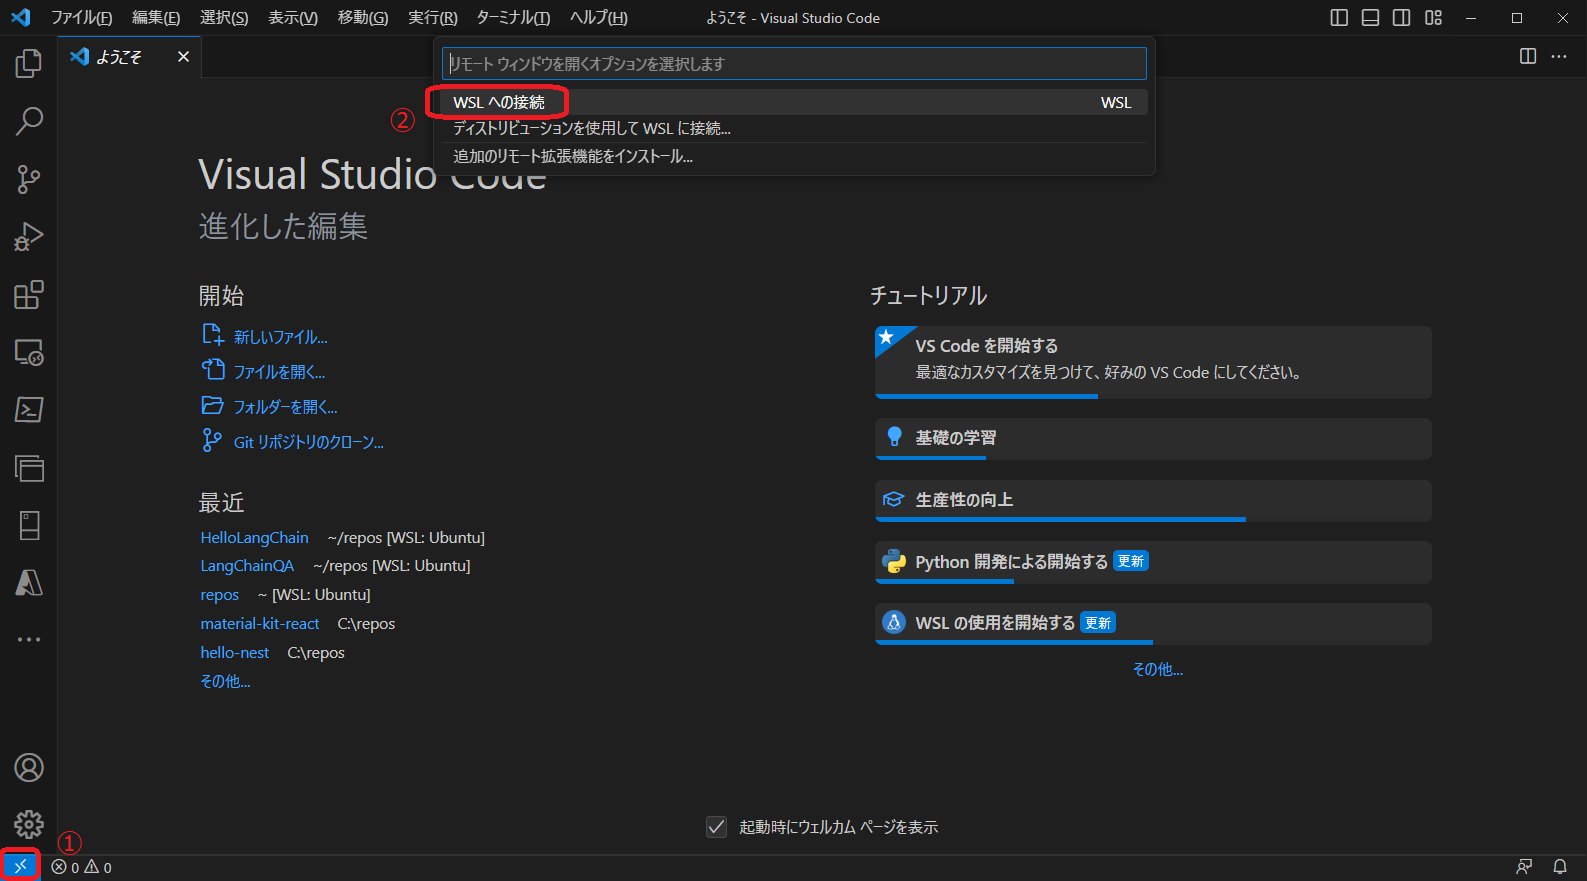 ファイル(F) 編集(E) 選択(S) 表示(V) 移動(G) 実行(R) ターミナル(T) ヘルプ(H) ようこそ - Visual Studio Code
ようこそ
リモート ウィンドウを開くオプションを選択します
WSL への接続 WSL
②
ディストリビューションを使用して WSL に接続...
追加のリモート拡張機能をインストール...
Visual Studio Code
進化した編集
開始
新しいファイル...
ファイルを開く...
フォルダーを開く...
Git リポジトリのクローン...
最近
HelloLangChain ~/repos [WSL: Ubuntu]
LangChainQA ~/repos [WSL: Ubuntu]
repos ~ [WSL: Ubuntu]
material-kit-react C:\repos
hello-nest C:\repos
その他...
チュートリアル
VS Code を開始する
最適なカスタマイズを見つけて、好みの VS Code にしてください。
基礎の学習
生産性の向上
Python 開発による開始する 更新
WSL の使用を開始する 更新
その他...
起動時にウェルカム ページを表示
①
0 0